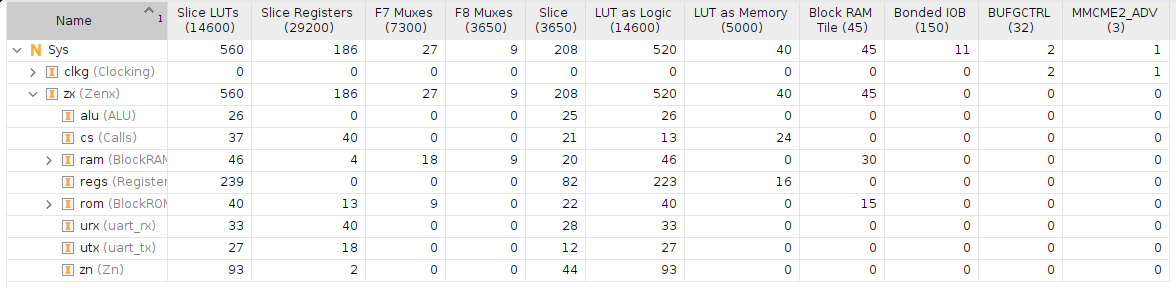 Name 1 Slice LUTs (14600) Slice Registers (29200) F7 Muxes (7300) F8 Muxes (3650) Slice (3650) LUT as Logic (14600) LUT as Memory (5000) Block RAM Tile (45) Bonded IOB (150) BUFGCTRL (32) MMCME2_ADV (3)
N Sys 560 186 27 9 208 520 40 45 11 2 1
I clkg (Clocking) 0 0 0 0 0 0 0 0 0 2 1
I zx (Zenx) 560 186 27 9 208 520 40 45 0 0 0
I alu (ALU) 26 0 0 0 25 26 0 0 0 0 0
I cs (Calls) 37 40 0 0 21 13 24 0 0 0 0
I ram (BlockRAM 46 4 18 9 20 46 0 30 0 0 0
I regs (Register 239 0 0 0 82 223 16 0 0 0 0
I rom (BlockROM 40 13 9 0 22 40 0 15 0 0 0
I urx (uart_rx) 33 40 0 0 28 33 0 0 0 0 0
I utx (uart_tx) 27 18 0 0 12 27 0 0 0 0 0
I zn (Zn) 93 2 0 0 44 93 0 0 0 0 0